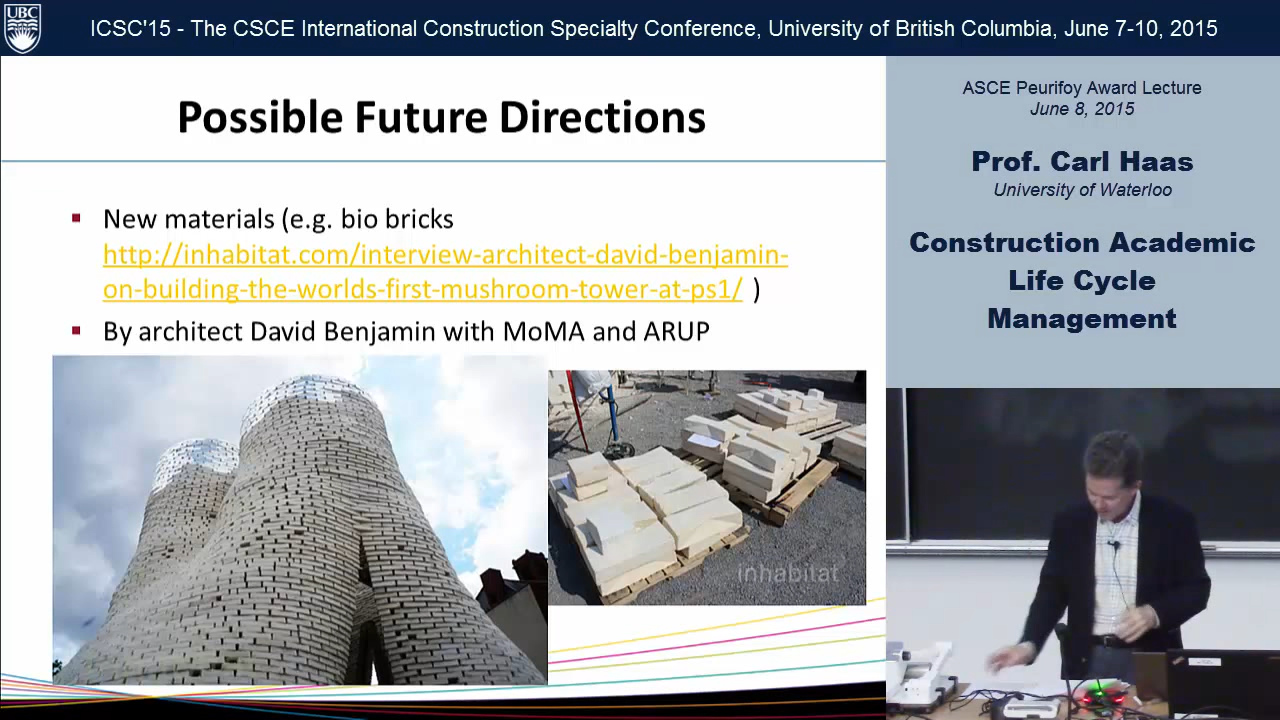 UBC
ICSC'15 - The CSCE International Construction Specialty Conference, University of British Columbia, June 7-10, 2015
Possible Future Directions
▪ New materials (e.g. bio bricks
http://inhabitat.com/interview-architect-david-benjamin-
on-building-the-worlds-first-mushroom-tower-at-ps1/ )
▪ By architect David Benjamin with MoMA and ARUP
inhabitat
ASCE Peurifoy Award Lecture
June 8, 2015
Prof. Carl Haas
University of Waterloo
Construction Academic
Life Cycle
Management